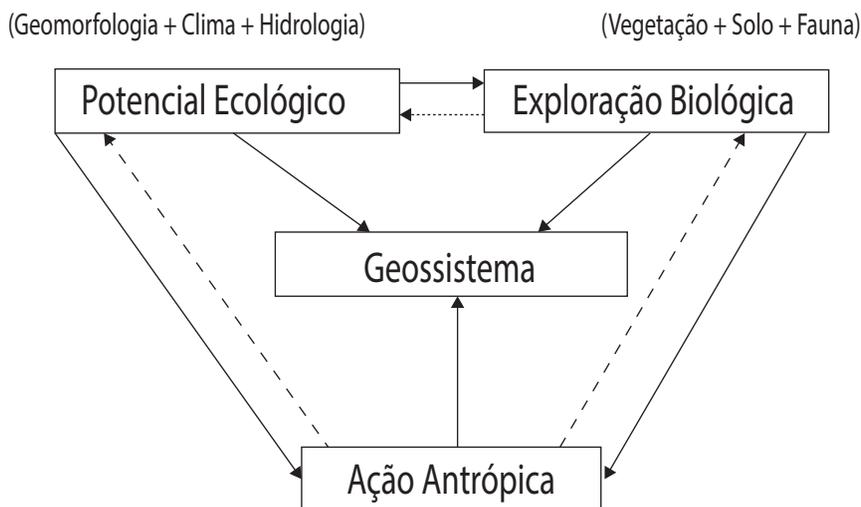 (Geomorfologia + Clima + Hidrologia)
(Vegetação + Solo + Fauna)
Potencial Ecológico
Exploração Biológica
Geossistema
Ação Antrópica